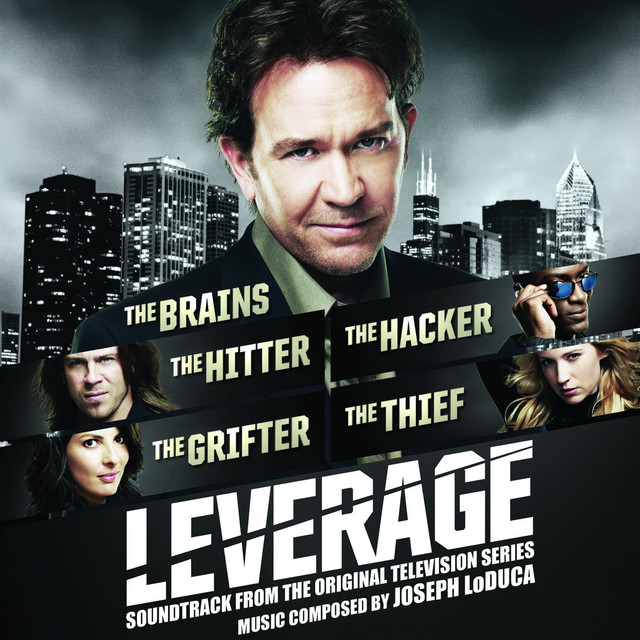 THE BRAINS
THE HITTER
THE HACKER
THE GRIFTER
THE THIEF
LEVERAGE
SOUNDTRACK FROM THE ORIGINAL TELEVISION SERIES
MUSIC COMPOSED BY JOSEPH LoDUCA